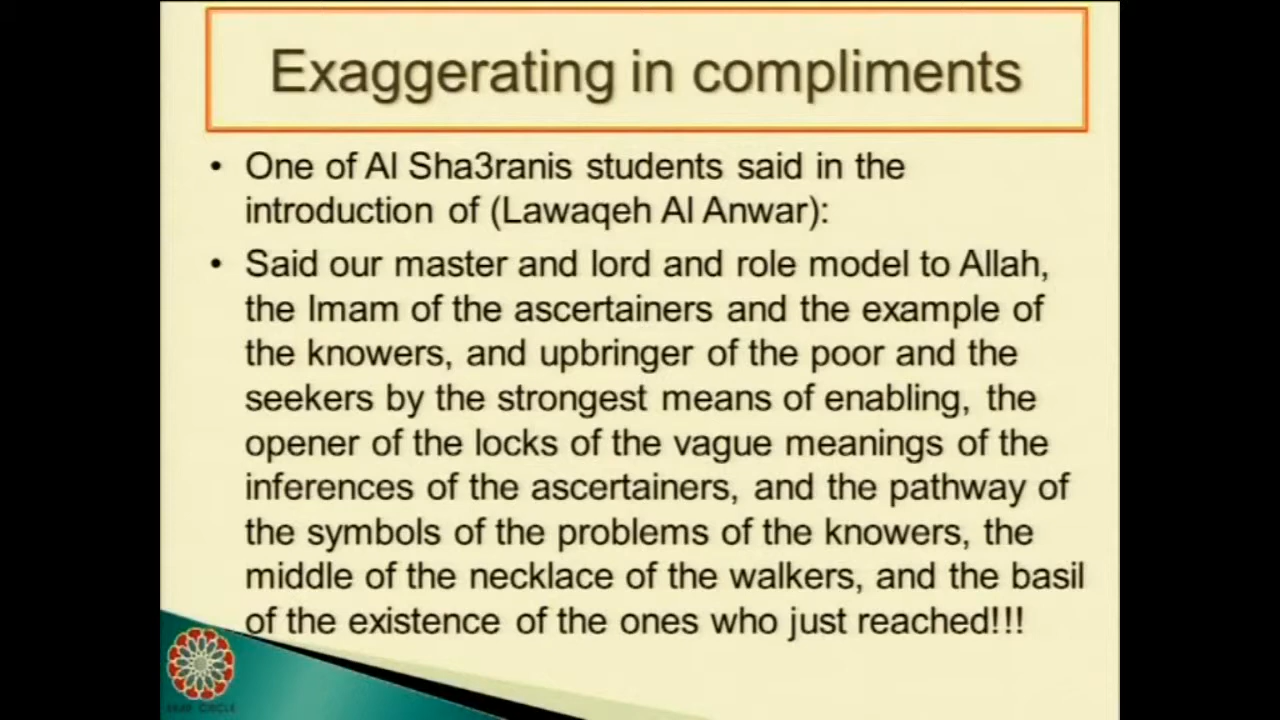 Exaggerating in compliments
• One of Al Sha3ranis students said in the
introduction of (Lawaqeh Al Anwar):
• Said our master and lord and role model to Allah,
the Imam of the ascertainers and the example of
the knowers, and upbringer of the poor and the
seekers by the strongest means of enabling, the
opener of the locks of the vague meanings of the
inferences of the ascertainers, and the pathway of
the symbols of the problems of the knowers, the
middle of the necklace of the walkers, and the basil
of the existence of the ones who just reached!!!
CIRCLE